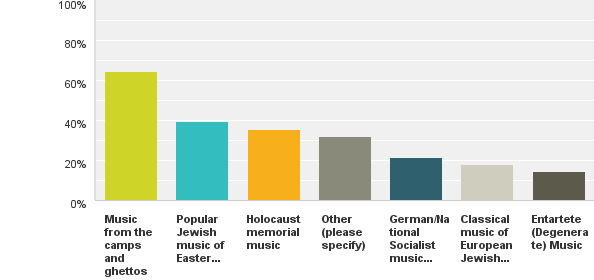 100%
80%
60%
40%
20%
0%
Music
from the
camps
and
ghettos
Popular
Jewish
music of
Easter...
Holocaust
memorial
music
Other
(please
specify)
German/Na
tional
Socialist
music...
Classical
music of
European
Jewish...
Entartete
(Degenera
te) Music